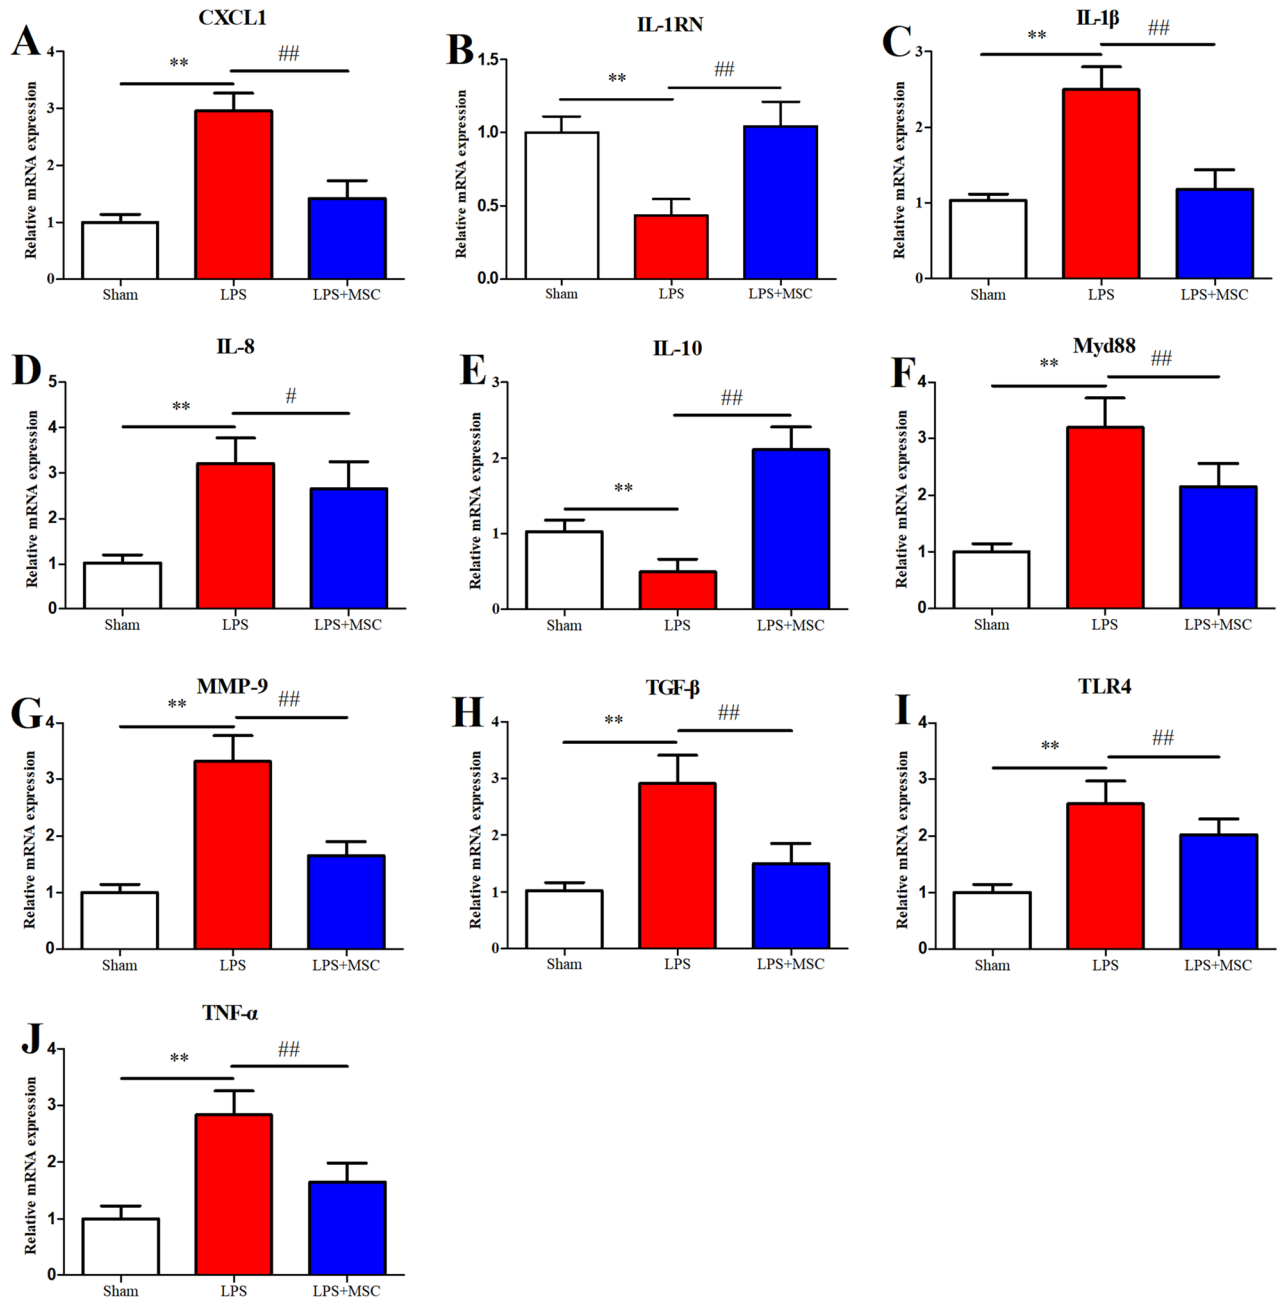 A
CXCL1
Relative mRNA expression
4
3
2
1
0
**
##
Sham
LPS
LPS+MSC
B
IL-1RN
Relative mRNA expression
1.5
1.0
0.5
0.0
**
##
Sham
LPS
LPS+MSC
C
IL-1β
Relative mRNA expression
3
2
1
0
**
##
Sham
LPS
LPS+MSC
D
IL-8
Relative mRNA expression
5
4
3
2
1
0
**
#
Sham
LPS
LPS+MSC
E
IL-10
Relative mRNA expression
3
2
1
0
**
##
Sham
LPS
LPS+MSC
F
Myd88
Relative mRNA expression
4
3
2
1
0
**
##
Sham
LPS
LPS+MSC
G
MMP-9
Relative mRNA expression
4
3
2
1
0
**
##
Sham
LPS
LPS+MSC
H
TGF-β
Relative mRNA expression
4
3
2
1
0
**
##
Sham
LPS
LPS+MSC
I
TLR4
Relative mRNA expression
4
3
2
1
0
**
##
Sham
LPS
LPS+MSC
J
TNF-α
Relative mRNA expression
4
3
2
1
0
**
##
Sham
LPS
LPS+MSC